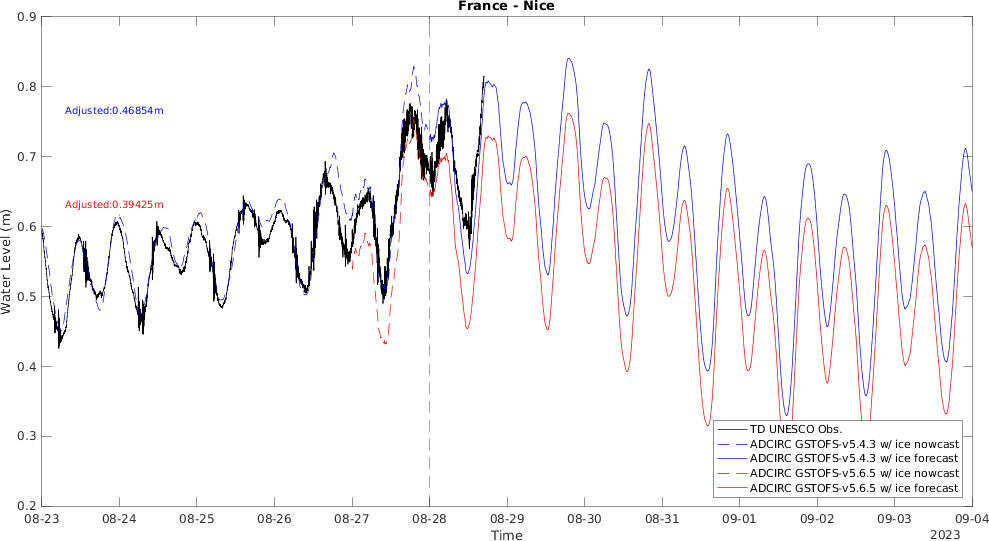 France - Nice
0.9
0.8
0.7
0.6
0.5
0.4
0.3
0.2
Water Level (m)
Adjusted:0.46854m
Adjusted:0.39425m
TD UNESCO Obs.
ADCIRC GSTOFS-v5.4.3 w/ ice nowcast
ADCIRC GSTOFS-v5.4.3 w/ ice forecast
ADCIRC GSTOFS-v5.6.5 w/ ice nowcast
ADCIRC GSTOFS-v5.6.5 w/ ice forecast
08-23 08-24 08-25 08-26 08-27 08-28 08-29 08-30 08-31 09-01 09-02 09-03 09-04
Time
2023